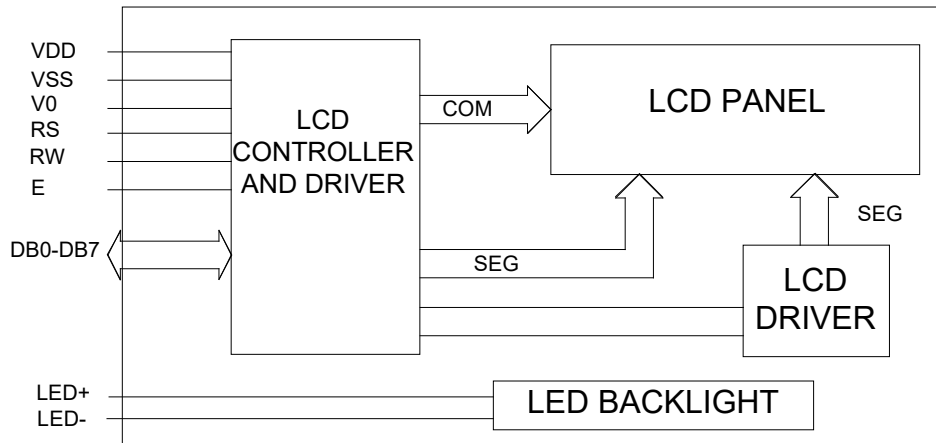 VDD
VSS
V0
RS
RW
E
DB0-DB7
LED+
LED-
LCD
CONTROLLER
AND DRIVER
COM
SEG
LCD PANEL
SEG
LCD
DRIVER
LED BACKLIGHT